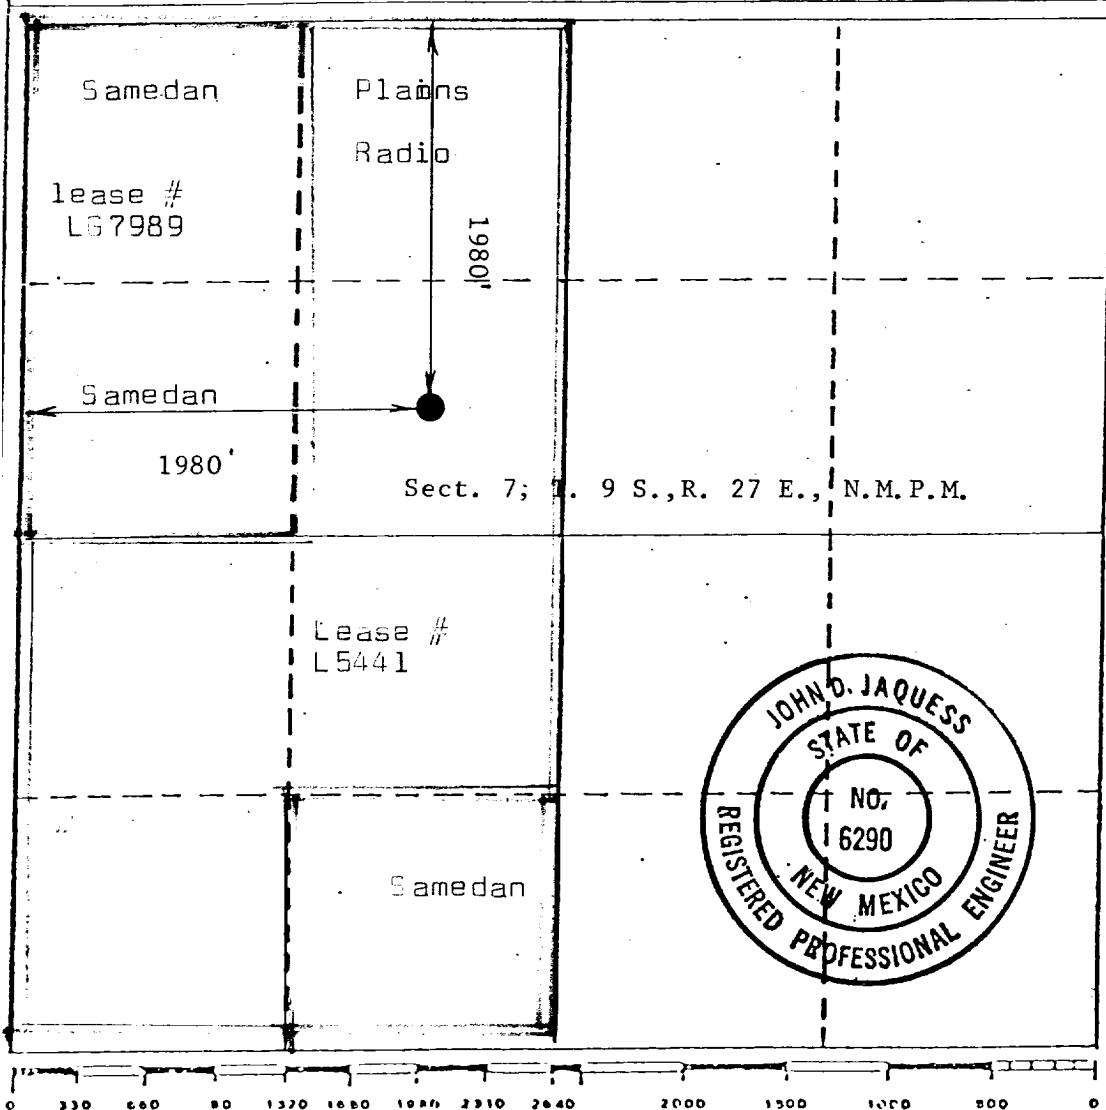 Samedan
Plains
Radio
lease #
LG7989
1980'
Samedan
1980'
Sect. 7; T. 9 S.,R. 27 E., N.M.P.M.
Lease #
L5441
JOHN D. JAQUESS
STATE OF
NO.
6290
NEW MEXICO
REGISTERED PROFESSIONAL ENGINEER
Samedan
0 330 660 90 1320 1650 1980 2310 2640 2000 1500 1000 500 0